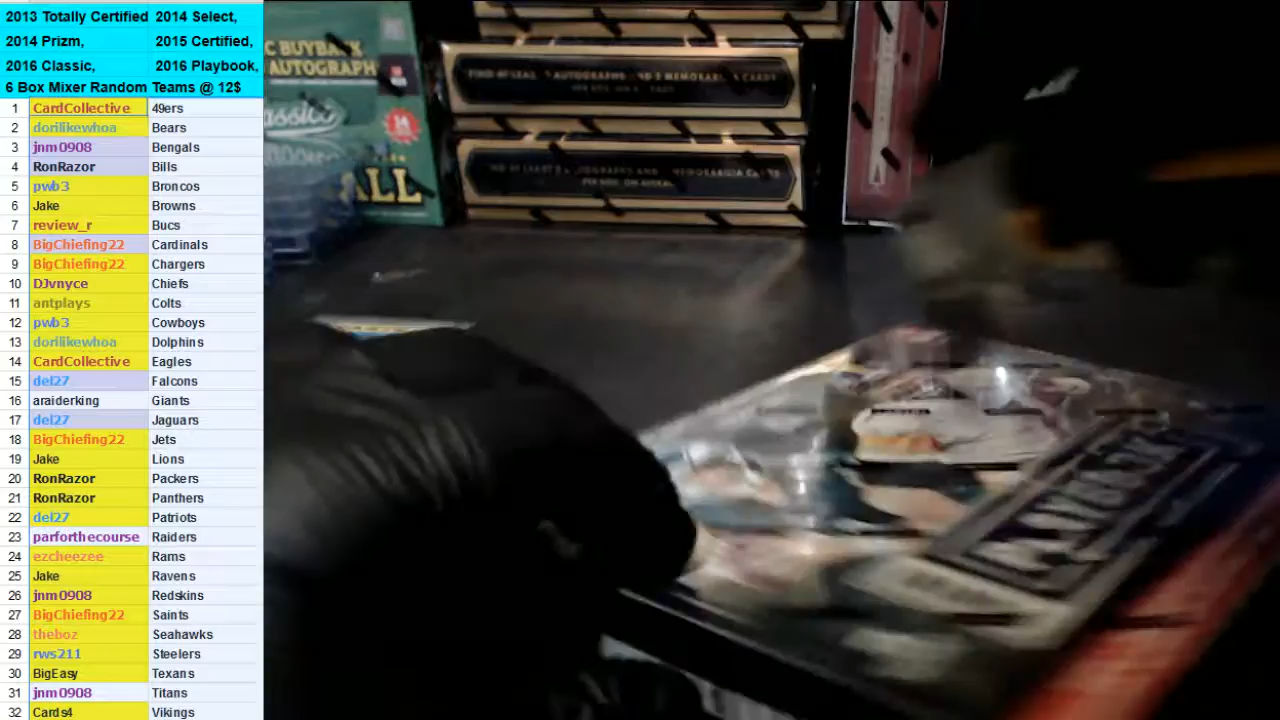 2013 Totally Certified 2014 Select,
2014 Prizm, 2015 Certified,
2016 Classic, 2016 Playbook,
6 Box Mixer Random Teams @ 12$
1 CardCollective 49ers
2 dorilikewhoa Bears
3 jnm0908 Bengals
4 RonRazor Bills
5 pwb3 Broncos
6 Jake Browns
7 review_r Bucs
8 BigChiefing22 Cardinals
9 BigChiefing22 Chargers
10 DJvnyce Chiefs
11 antplays Colts
12 pwb3 Cowboys
13 dorilikewhoa Dolphins
14 CardCollective Eagles
15 del27 Falcons
16 araiderking Giants
17 del27 Jaguars
18 BigChiefing22 Jets
19 Jake Lions
20 RonRazor Packers
21 RonRazor Panthers
22 del27 Patriots
23 parforthecourse Raiders
24 ezcheezee Rams
25 Jake Ravens
26 jnm0908 Redskins
27 BigChiefing22 Saints
28 theboz Seahawks
29 rws211 Steelers
30 BigEasy Texans
31 jnm0908 Titans
32 Cards4 Vikings
C BUYBACK
AUTOGRAPH
Classics
ALL
PLAYBOOK